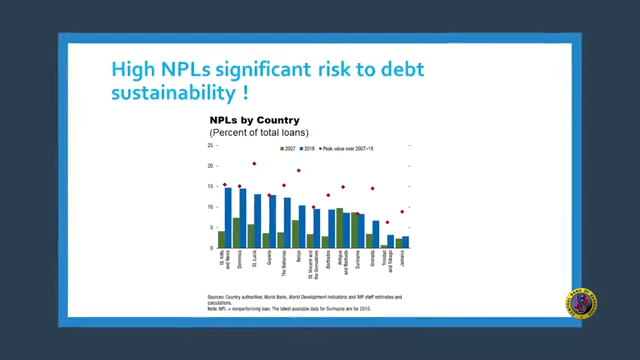 High NPLs significant risk to debt
sustainability !
NPLs by Country
(Percent of total loans)
2007
2016
Peak value over 2007–16
25
20
15
10
5
0
St. Kitts and Nevis
Dominica
St. Lucia
Guyana
The Bahamas
Belize
St. Vincent and the Grenadines
Barbados
Antigua and Barbuda
Suriname
Grenada
Trinidad and Tobago
Jamaica
Sources: Country authorities; World Bank, World Development Indicators; and IMF staff estimates and
calculations.
Note: NPL = nonperforming loan. The latest available data for Suriname are for 2015.